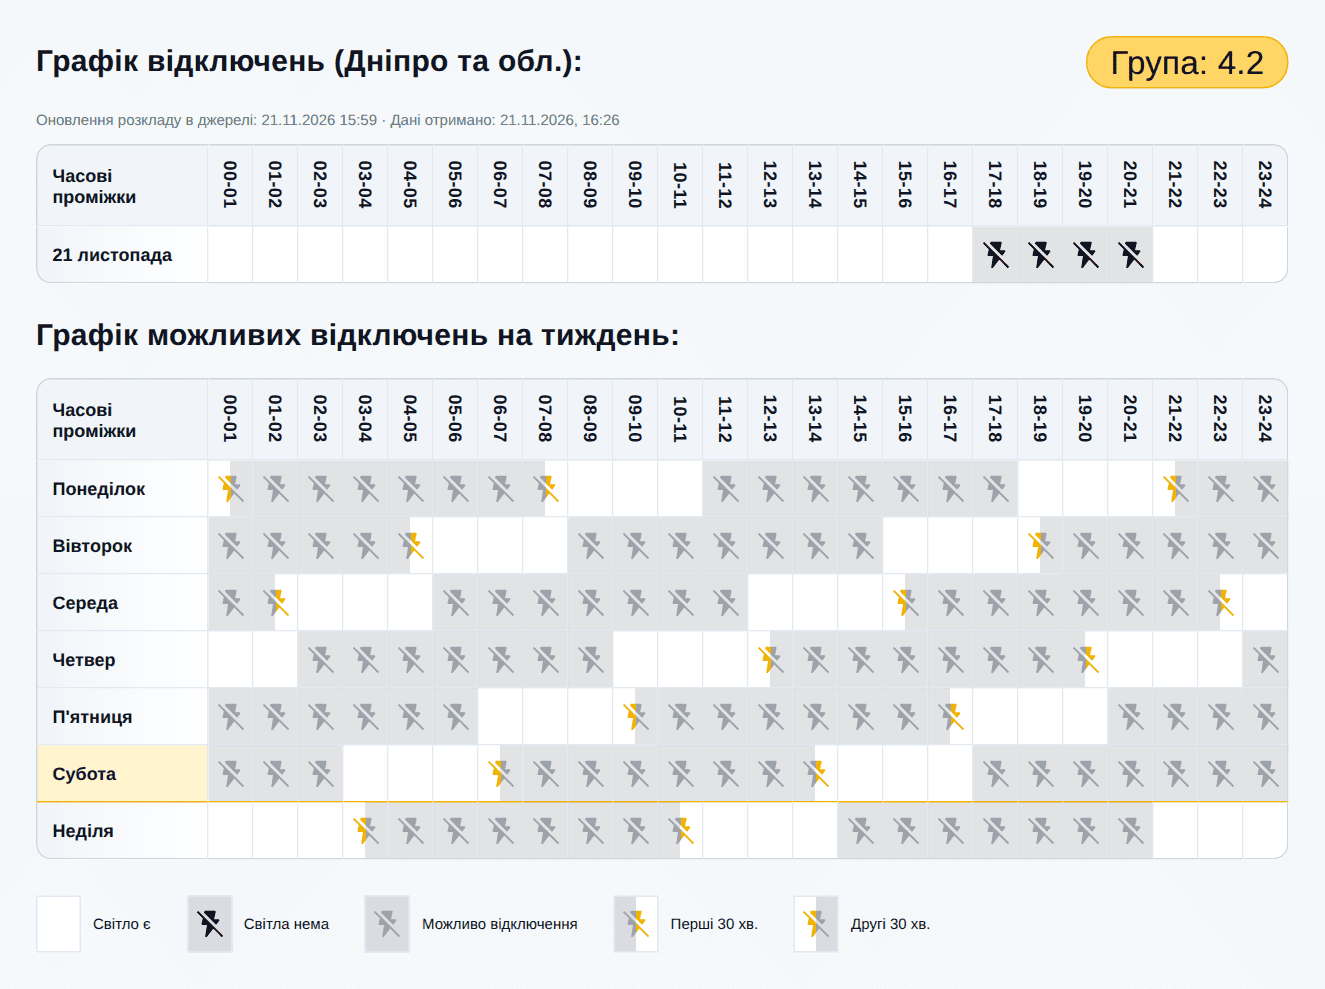 Графік відключень (Дніпро та обл.):
Група: 4.2
Оновлення розкладу в джерелі: 21.11.2026 15:59 · Дані отримано: 21.11.2026, 16:26
Часові
проміжки
00-01 01-02 02-03 03-04 04-05 05-06 06-07 07-08 08-09 09-10 10-11 11-12 12-13 13-14 14-15 15-16 16-17 17-18 18-19 19-20 20-21 21-22 22-23 23-24
21 листопада
Графік можливих відключень на тиждень:
Часові
проміжки
00-01 01-02 02-03 03-04 04-05 05-06 06-07 07-08 08-09 09-10 10-11 11-12 12-13 13-14 14-15 15-16 16-17 17-18 18-19 19-20 20-21 21-22 22-23 23-24
Понеділок
Вівторок
Середа
Четвер
П'ятниця
Субота
Неділя
Світло є
Світла нема
Можливо відключення
Перші 30 хв.
Другі 30 хв.